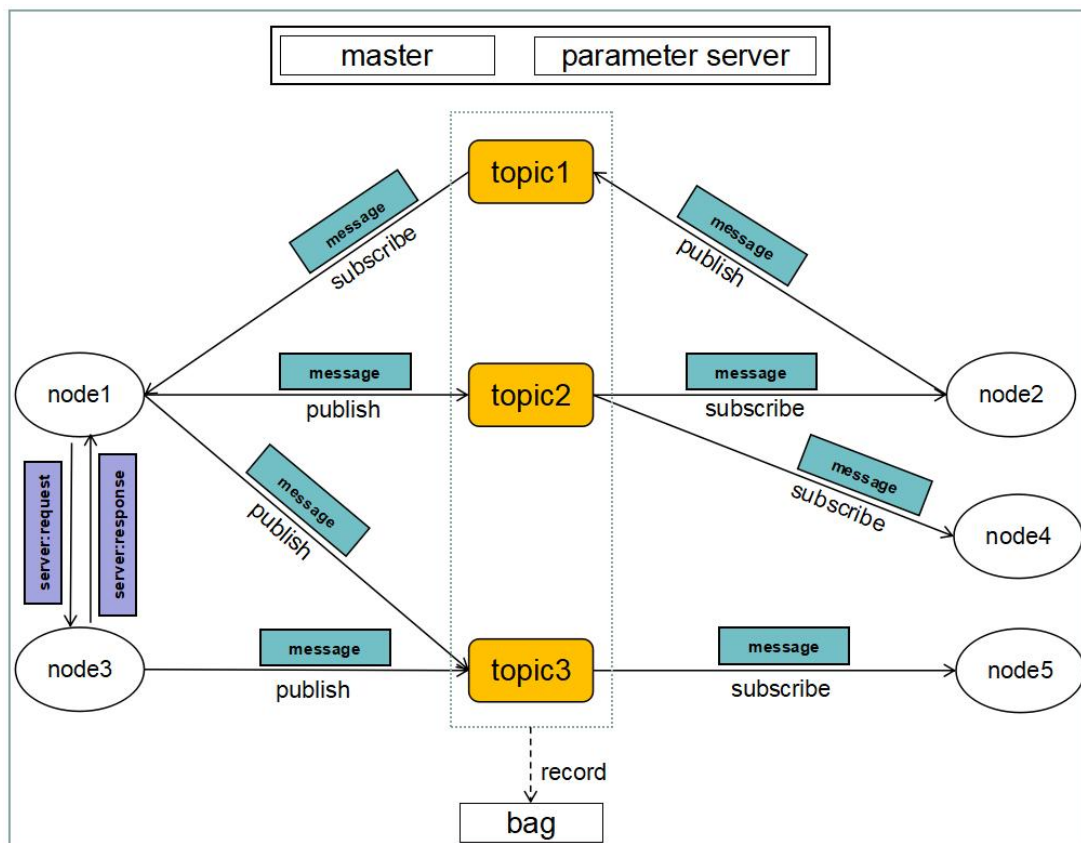 master
parameter server
topic1
message
subscribe
message
publish
node1
message
publish
topic2
message
subscribe
node2
message
subscribe
node4
server:request
server:response
message
publish
node3
message
publish
topic3
message
subscribe
node5
record
bag